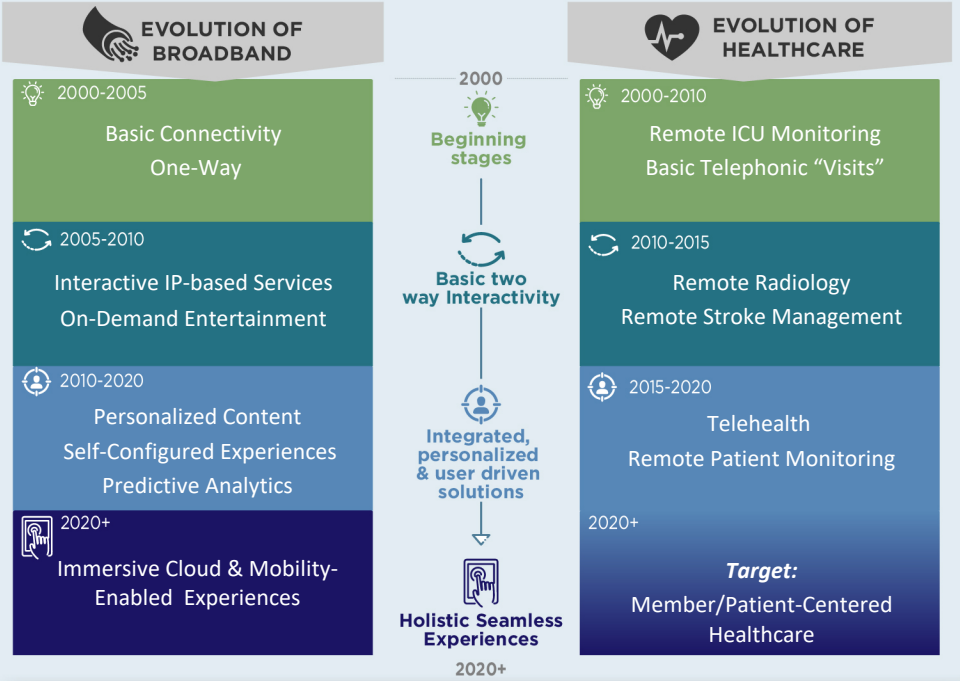 EVOLUTION OF
BROADBAND
2000-2005
Basic Connectivity
One-Way
2005-2010
Interactive IP-based Services
On-Demand Entertainment
2010-2020
Personalized Content
Self-Configured Experiences
Predictive Analytics
2020+
Immersive Cloud & Mobility-
Enabled Experiences
2000
Beginning
stages
Basic two
way Interactivity
Integrated,
personalized
& user driven
solutions
Holistic Seamless
Experiences
2020+
EVOLUTION OF
HEALTHCARE
2000-2010
Remote ICU Monitoring
Basic Telephonic “Visits”
2010-2015
Remote Radiology
Remote Stroke Management
2015-2020
Telehealth
Remote Patient Monitoring
2020+
Target:
Member/Patient-Centered
Healthcare